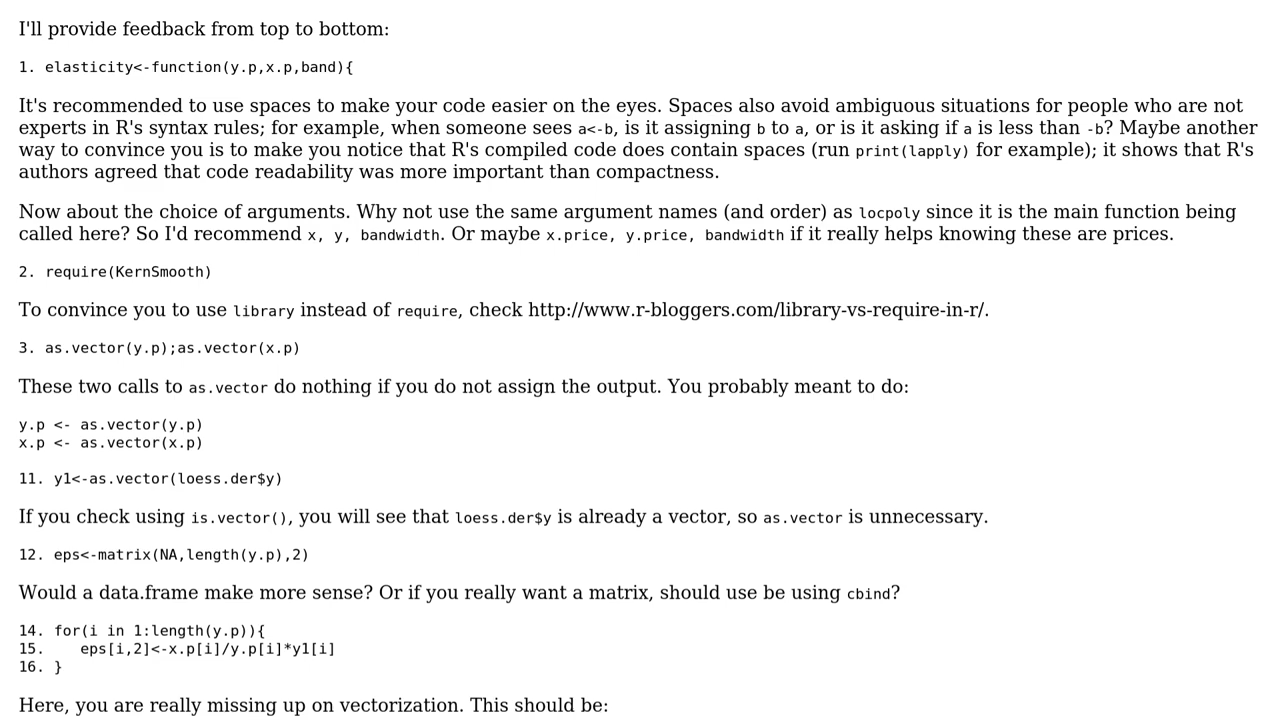 I'll provide feedback from top to bottom:
1. elasticity<-function(y.p,x.p,band){
It's recommended to use spaces to make your code easier on the eyes. Spaces also avoid ambiguous situations for people who are not
experts in R's syntax rules; for example, when someone sees a<-b, is it assigning b to a, or is it asking if a is less than -b? Maybe another
way to convince you is to make you notice that R's compiled code does contain spaces (run print(lapply) for example); it shows that R's
authors agreed that code readability was more important than compactness.
Now about the choice of arguments. Why not use the same argument names (and order) as locpoly since it is the main function being
called here? So I'd recommend x, y, bandwidth. Or maybe x.price, y.price, bandwidth if it really helps knowing these are prices.
2. require(KernSmooth)
To convince you to use library instead of require, check http://www.r-bloggers.com/library-vs-require-in-r/.
3. as.vector(y.p);as.vector(x.p)
These two calls to as.vector do nothing if you do not assign the output. You probably meant to do:
y.p <- as.vector(y.p)
x.p <- as.vector(x.p)
11. y1<-as.vector(loess.der$y)
If you check using is.vector(), you will see that loess.der$y is already a vector, so as.vector is unnecessary.
12. eps<-matrix(NA,length(y.p),2)
Would a data.frame make more sense? Or if you really want a matrix, should use be using cbind?
14. for(i in 1:length(y.p)){
15.    eps[i,2]<-x.p[i]/y.p[i]*y1[i]
16. }
Here, you are really missing up on vectorization. This should be: